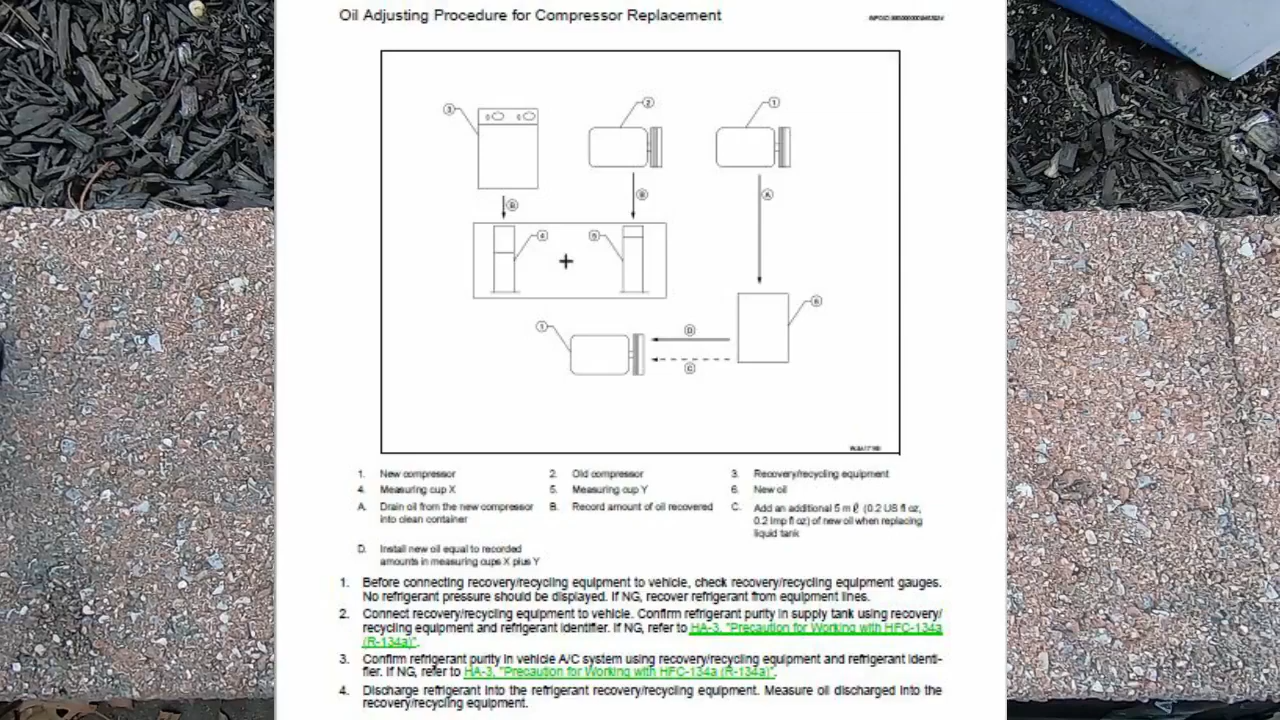 Oil Adjusting Procedure for Compressor Replacement
3
2
1
B
B
A
4
5
+
6
1
D
C
1. New compressor 2. Old compressor 3. Recovery/recycling equipment
4. Measuring cup X 5. Measuring cup Y 6. New oil
A. Drain oil from the new compressor B. Record amount of oil recovered C. Add an additional 5 m ℓ (0.2 US fl oz,
into clean container 0.2 Imp fl oz) of new oil when replacing
liquid tank
D. Install new oil equal to recorded
amounts in measuring cups X plus Y
1. Before connecting recovery/recycling equipment to vehicle, check recovery/recycling equipment gauges.
No refrigerant pressure should be displayed. If NG, recover refrigerant from equipment lines.
2. Connect recovery/recycling equipment to vehicle. Confirm refrigerant purity in supply tank using recovery/
recycling equipment and refrigerant identifier. If NG, refer to HA-3, "Precaution for Working with HFC-134a
(R-134a)".
3. Confirm refrigerant purity in vehicle A/C system using recovery/recycling equipment and refrigerant identi-
fier. If NG, refer to HA-3, "Precaution for Working with HFC-134a (R-134a)".
4. Discharge refrigerant into the refrigerant recovery/recycling equipment. Measure oil discharged into the
recovery/recycling equipment.